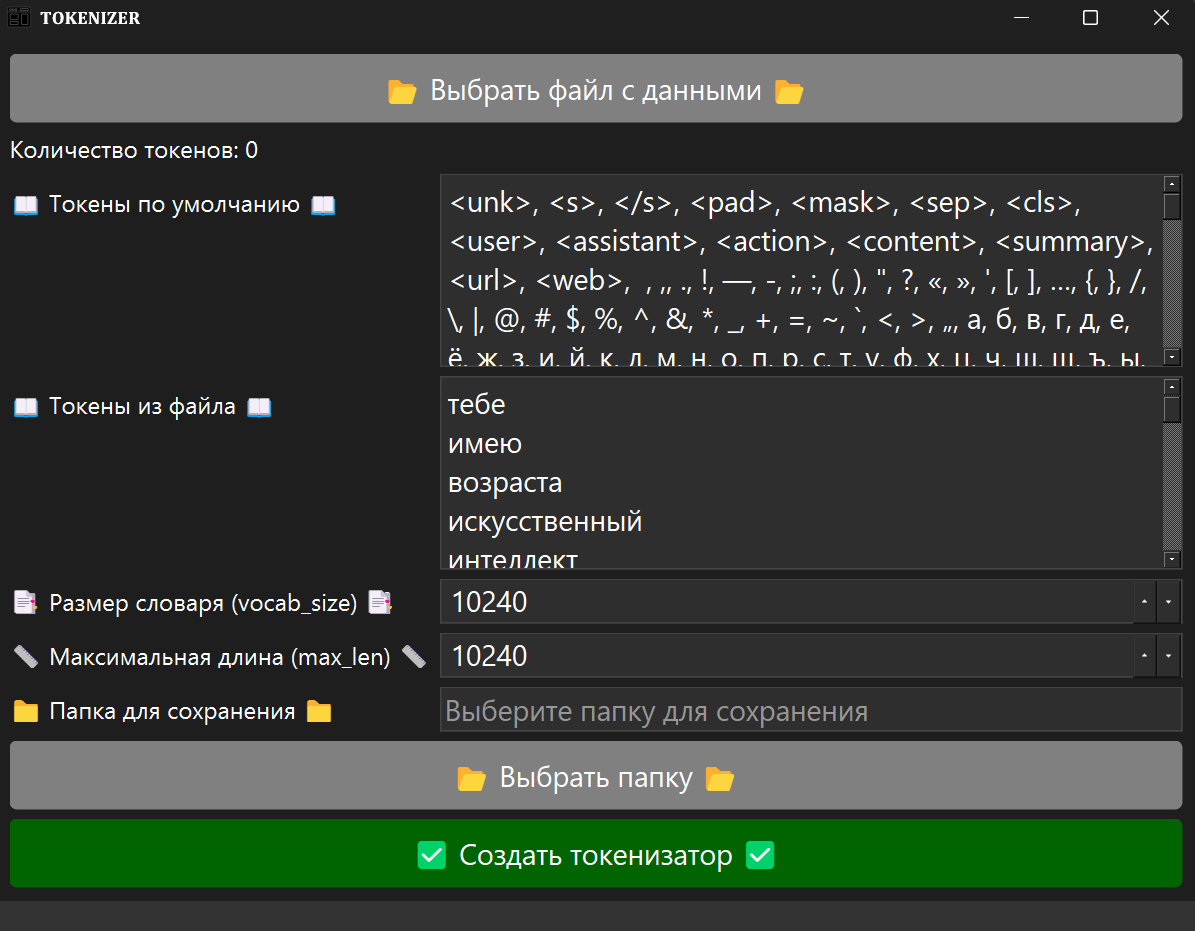 TOKENIZER
Выбрать файл с данными
Количество токенов: 0
Токены по умолчанию
<unk>, <s>, </s>, <pad>, <mask>, <sep>, <cls>,
<user>, <assistant>, <action>, <content>, <summary>,
<url>, <web>,  , ,, ., !, —, -, ;, :, (, ), ", ?, «, », ', [, ], …, {, }, /,
\, |, @, #, $, %, ^, &, *, _, +, =, ~, `, <, >, „, а, б, в, г, д, е,
ё, ж, з, и, й, к, л, м, н, о, п, р, с, т, у, ф, х, ц, ч, ш, щ, ъ, ы,
Токены из файла
тебе
имею
возраста
искусственный
интеллект
Размер словаря (vocab_size)
10240
Максимальная длина (max_len)
10240
Папка для сохранения
Выберите папку для сохранения
Выбрать папку
Создать токенизатор